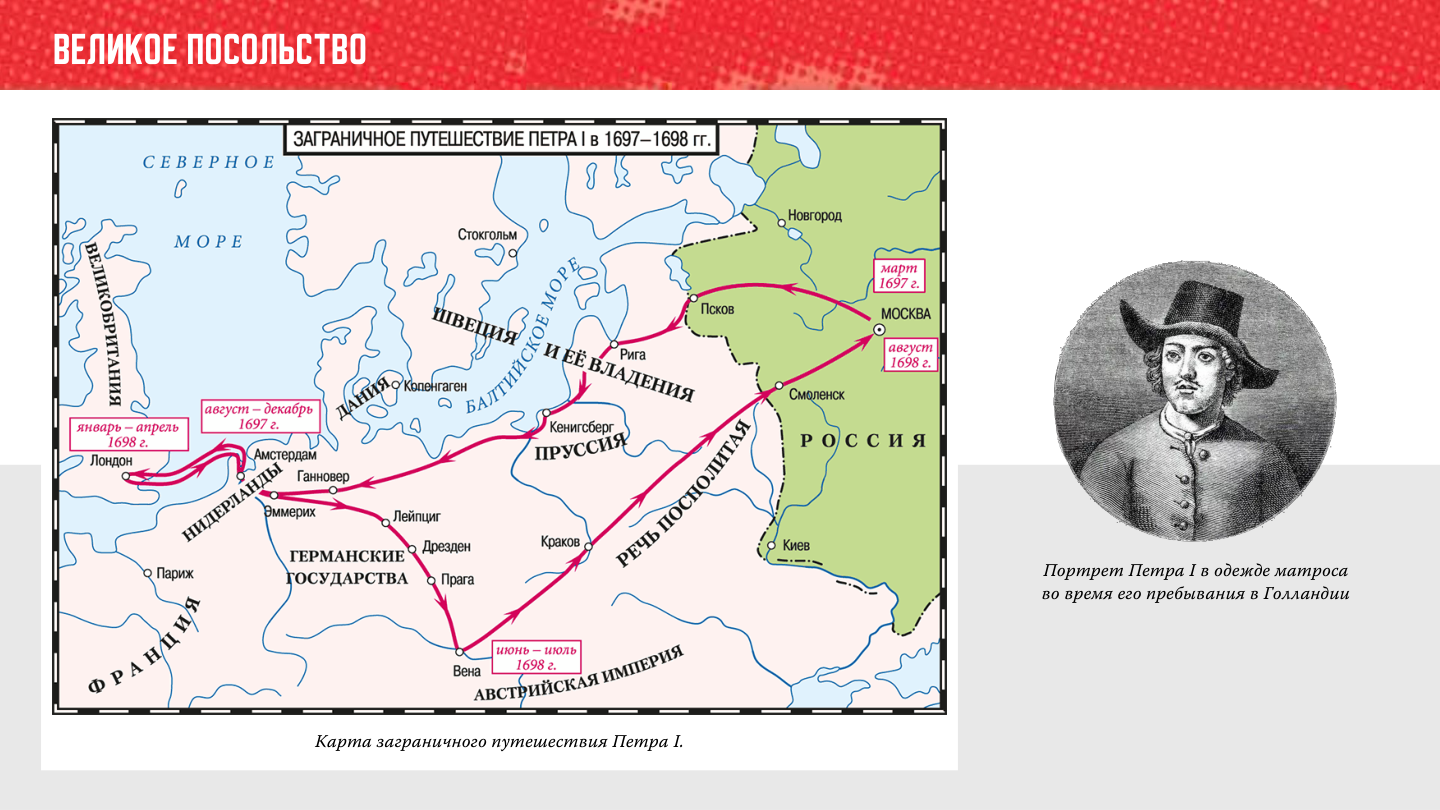 ВЕЛИКОЕ ПОСОЛЬСТВО
ЗАГРАНИЧНОЕ ПУТЕШЕСТВИЕ ПЕТРА I в 1697–1698 гг.
СЕВЕРНОЕ
МОРЕ
Новгород
Стокгольм
ВЕЛИКОБРИТАНИЯ
БАЛТИЙСКОЕ МОРЕ
март
1697 г.
Псков
МОСКВА
ШВЕЦИЯ И ЕЁ ВЛАДЕНИЯ
Рига
август
1698 г.
ДАНИЯ
Копенгаген
Смоленск
август – декабрь
1697 г.
январь – апрель
1698 г.
Кенигсберг
ПРУССИЯ
РОССИЯ
Лондон
Амстердам
Ганновер
НИДЕРЛАНДЫ
Эммерих
Лейпциг
РЕЧЬ ПОСПОЛИТАЯ
Краков
Киев
Дрезден
ГЕРМАНСКИЕ
ГОСУДАРСТВА
Прага
Париж
ФРАНЦИЯ
июнь – июль
1698 г.
Вена
АВСТРИЙСКАЯ ИМПЕРИЯ
Карта заграничного путешествия Петра I.
Портрет Петра I в одежде матроса
во время его пребывания в Голландии